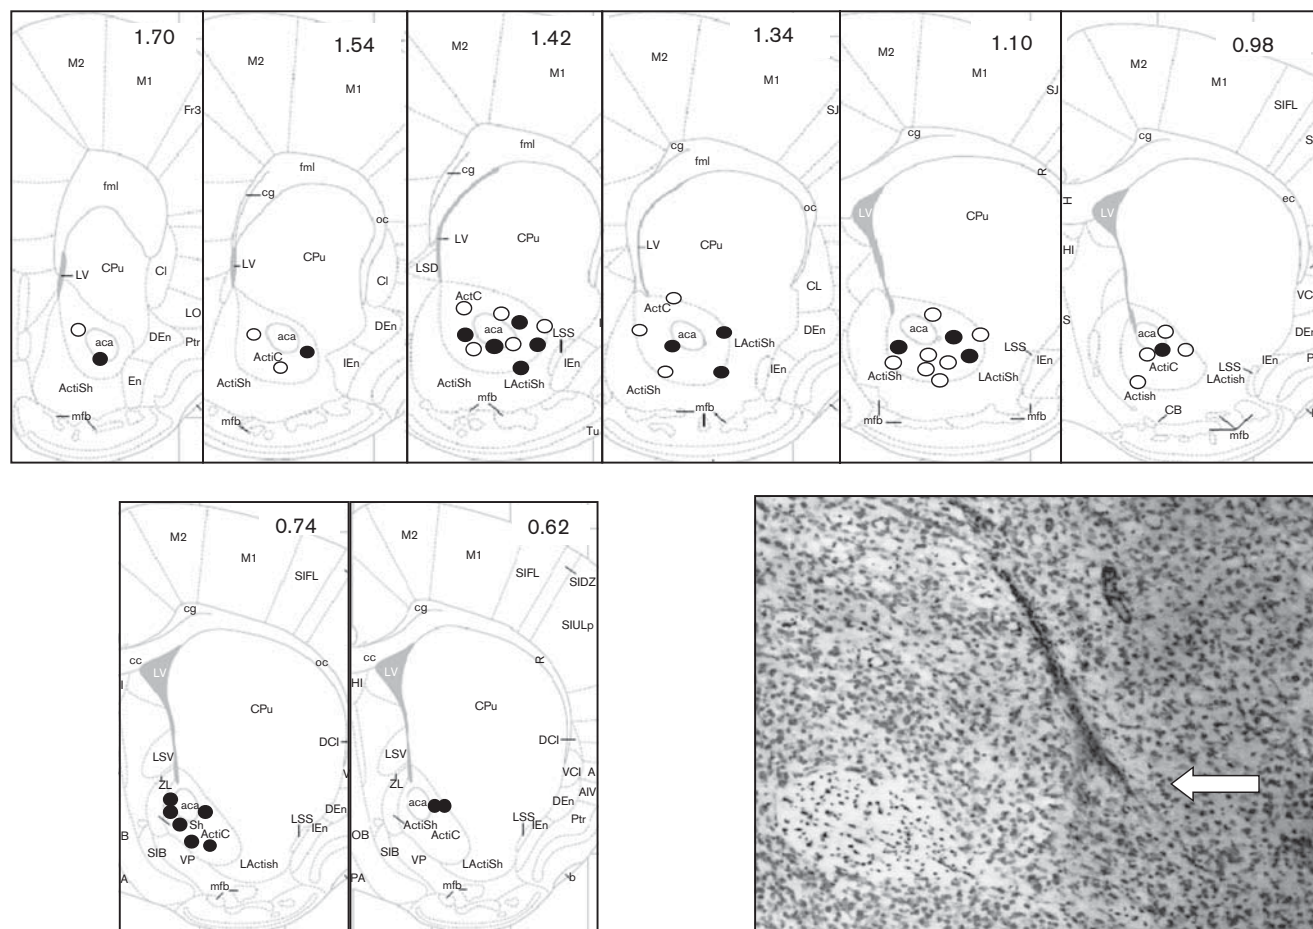 1.70
M2
M1
Fr3
fml
LV
CPu
Cl
LO
DEn
Ptr
aca
ActiSh
En
mfb
1.54
M2
M1
fml
cg
oc
LV
CPu
Cl
DEn
ActiC
IEn
ActiSh
mfb
1.42
M2
M1
fml
cg
LV
CPu
LSD
ActC
aca
LSS
IEn
ActiSh
LActiSh
mfb
Tu
1.34
M2
M1
SJ
cg
fml
oc
LV
CPu
CL
ActC
aca
DEn
LActiSh
IEn
ActiSh
mfb
1.10
M2
M1
SJ
cg
R
LV
CPu
aca
DEn
LSS
IEn
ActiSh
LActiSh
mfb
mfb
0.98
M2
M1
SIFL
S
cg
H
ec
LV
CPu
HI
VC
S
aca
DEn
ActiC
IEn
P
LSS
Actish
LActish
CB
mfb
0.74
M2
M1
SIFL
cg
cc
oc
LV
I
CPu
DCl
LSV
V
ZL
aca
DEn
Sh
LSS
IEn
B
ActiC
SIB
VP
LActish
A
mfb
0.62
M2
M1
SIFL
SIDZ
cg
SIULp
cc
R
LV
HI
CPu
DCl
LSV
VCl
A
ZL
AIV
aca
DEn
Ptr
ActiSh
LSS
IEn
OB
ActiC
SIB
VP
LActiSh
PA
mfb
b